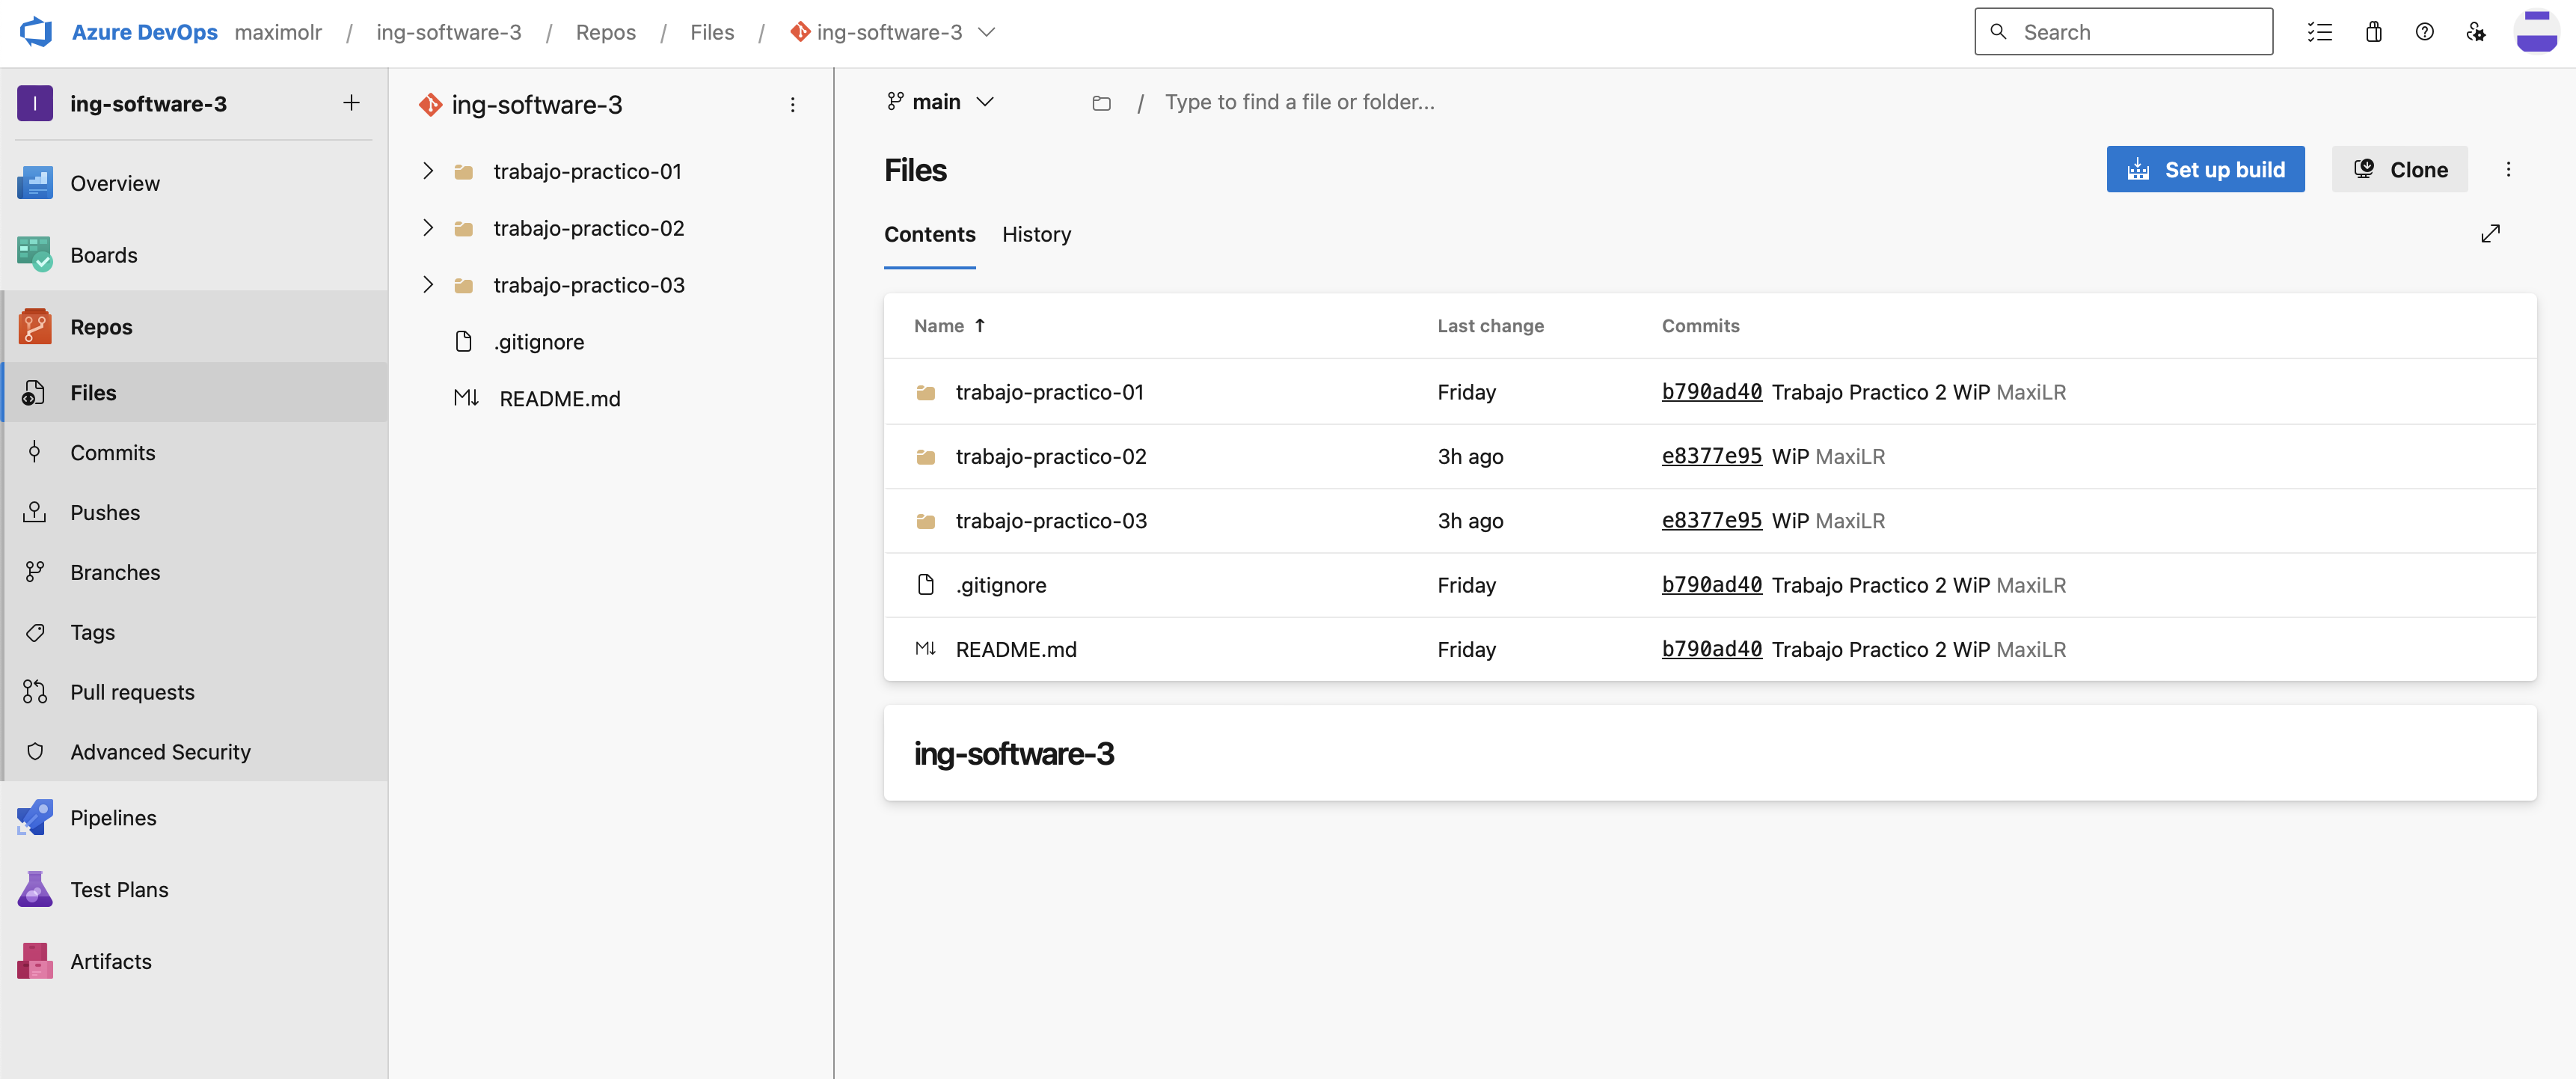 Azure DevOps maximolr / ing-software-3 / Repos / Files / ing-software-3
Search
I ing-software-3
Overview
Boards
Repos
Files
Commits
Pushes
Branches
Tags
Pull requests
Advanced Security
Pipelines
Test Plans
Artifacts
ing-software-3
trabajo-practico-01
trabajo-practico-02
trabajo-practico-03
.gitignore
README.md
main / Type to find a file or folder...
Files
Set up build
Clone
Contents History
Name Last change Commits
trabajo-practico-01 Friday b790ad40 Trabajo Practico 2 WiP MaxiLR
trabajo-practico-02 3h ago e8377e95 WiP MaxiLR
trabajo-practico-03 3h ago e8377e95 WiP MaxiLR
.gitignore Friday b790ad40 Trabajo Practico 2 WiP MaxiLR
README.md Friday b790ad40 Trabajo Practico 2 WiP MaxiLR
ing-software-3